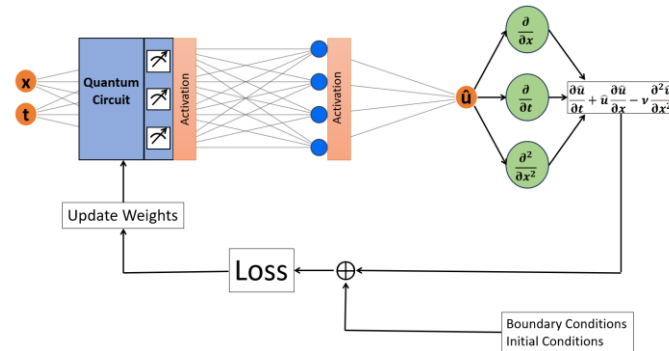 x
t
Quantum
Circuit
Activation
Activation
û
∂/∂x
∂/∂t
∂²/∂x²
∂û/∂t + û ∂û/∂x − ν ∂²û/∂x²
Update Weights
Loss
Boundary Conditions
Initial Conditions